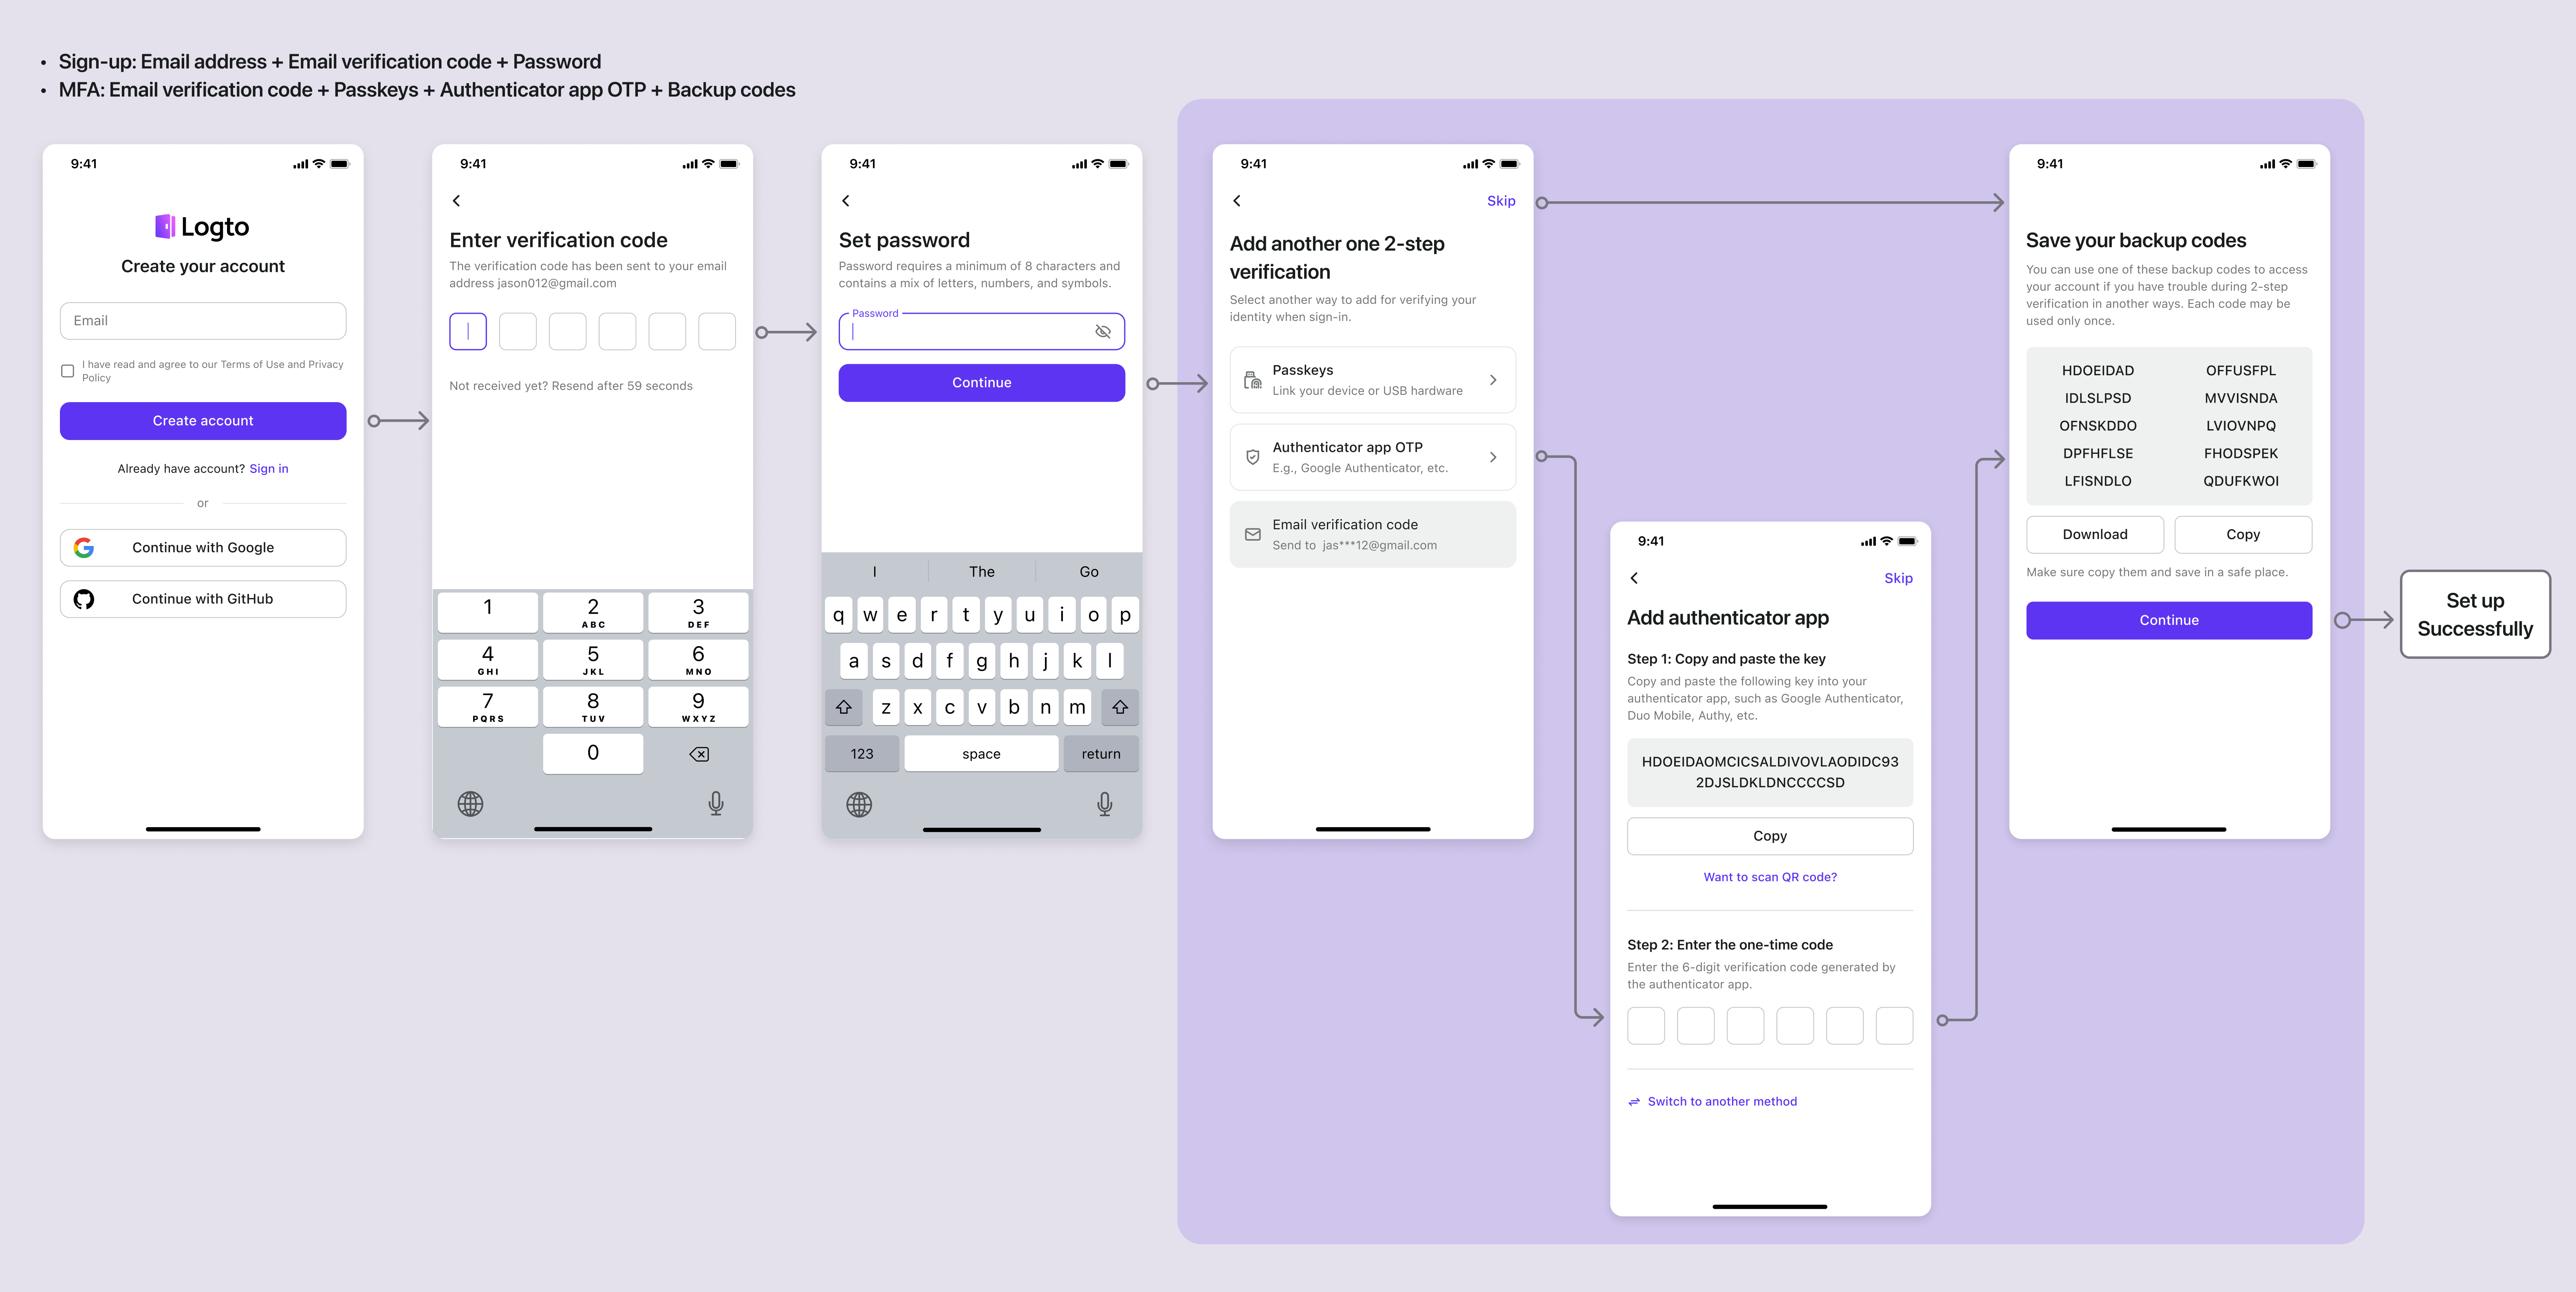 • Sign-up: Email address + Email verification code + Password
• MFA: Email verification code + Passkeys + Authenticator app OTP + Backup codes
9:41
Logto
Create your account
Email
I have read and agree to our Terms of Use and Privacy
Policy
Create account
Already have account? Sign in
or
Continue with Google
Continue with GitHub
9:41
Enter verification code
The verification code has been sent to your email
address jason012@gmail.com
Not received yet? Resend after 59 seconds
1 2 3
ABC DEF
4 5 6
GHI JKL MNO
7 8 9
PQRS TUV WXYZ
0
9:41
Set password
Password requires a minimum of 8 characters and
contains a mix of letters, numbers, and symbols.
Password
Continue
I The Go
q w e r t y u i o p
a s d f g h j k l
z x c v b n m
123 space return
9:41
Skip
Add another one 2-step
verification
Select another way to add for verifying your
identity when sign-in.
Passkeys
Link your device or USB hardware
Authenticator app OTP
E.g., Google Authenticator, etc.
Email verification code
Send to jas***12@gmail.com
9:41
Skip
Add authenticator app
Step 1: Copy and paste the key
Copy and paste the following key into your
authenticator app, such as Google Authenticator,
Duo Mobile, Authy, etc.
HDOEIDAOMCICSALDIVOVLAODIDC93
2DJSLDKLDNCCCCSD
Copy
Want to scan QR code?
Step 2: Enter the one-time code
Enter the 6-digit verification code generated by
the authenticator app.
Switch to another method
9:41
Save your backup codes
You can use one of these backup codes to access
your account if you have trouble during 2-step
verification in another ways. Each code may be
used only once.
HDOEIDAD OFFUSFPL
IDLSLPSD MVVISNDA
OFNSKDDO LVIOVNPQ
DPFHFLSE FHODSPEK
LFISNDLO QDUFKWOI
Download Copy
Make sure copy them and save in a safe place.
Continue
Set up
Successfully